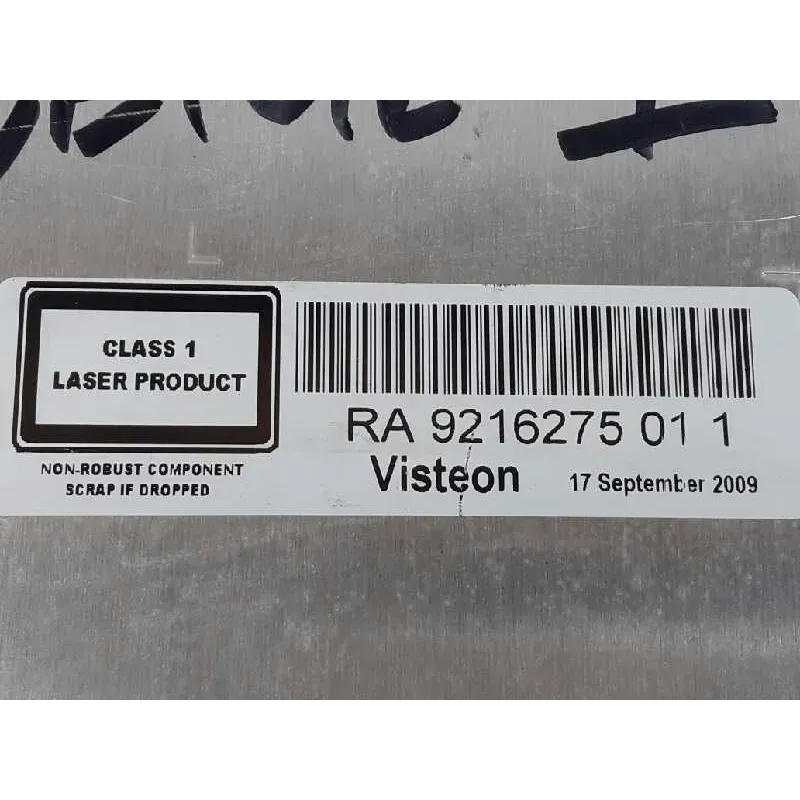 CLASS 1
LASER PRODUCT
NON-ROBUST COMPONENT
SCRAP IF DROPPED
RA 9216275 01 1
Visteon 17 September 2009